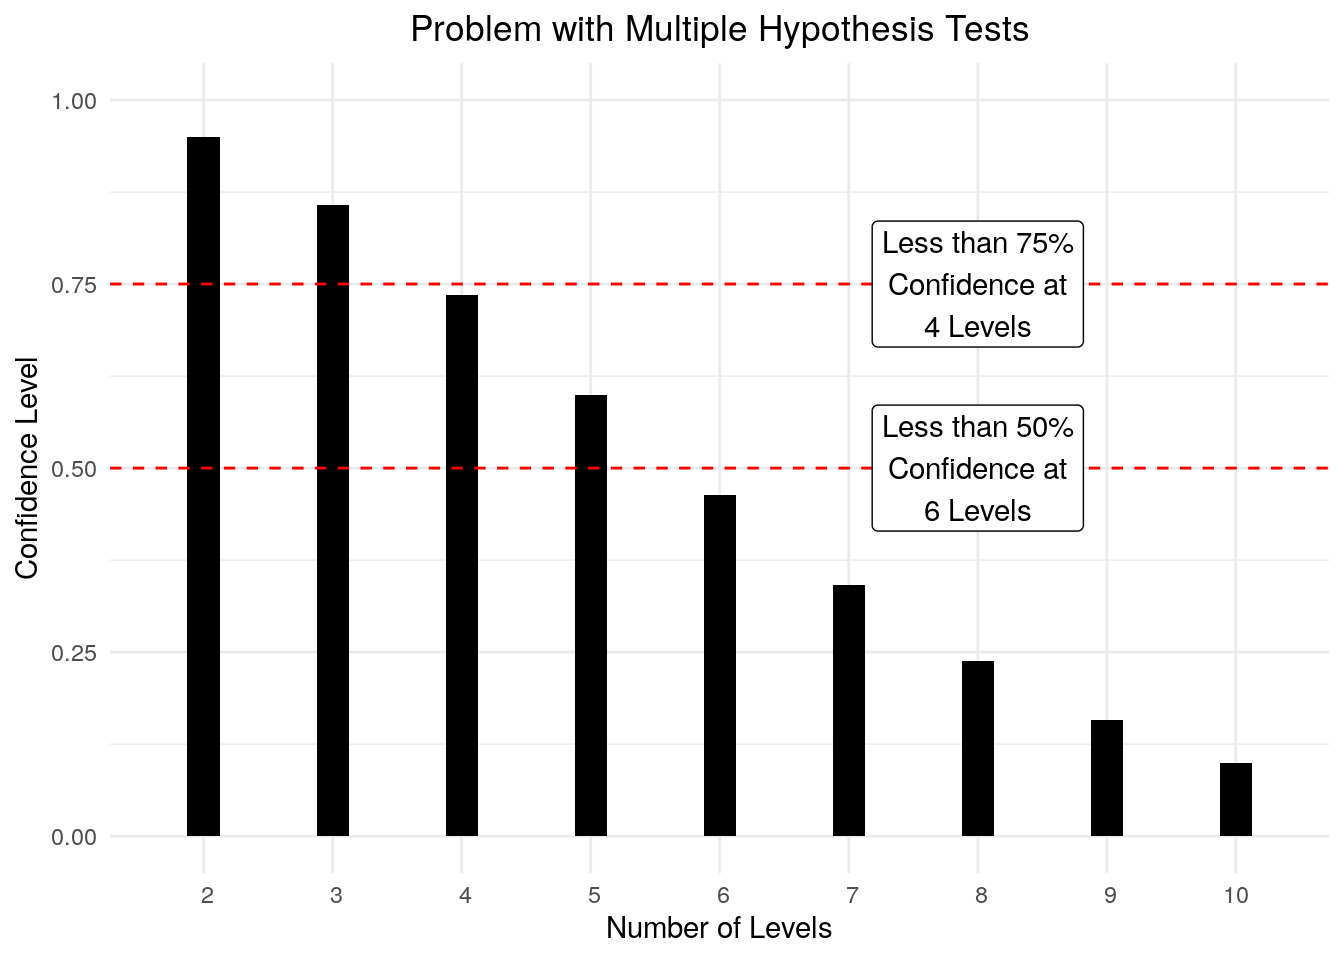 Problem with Multiple Hypothesis Tests
1.00
0.75
0.50
0.25
0.00
Confidence Level
Less than 75%
Confidence at
4 Levels
Less than 50%
Confidence at
6 Levels
2 3 4 5 6 7 8 9 10
Number of Levels